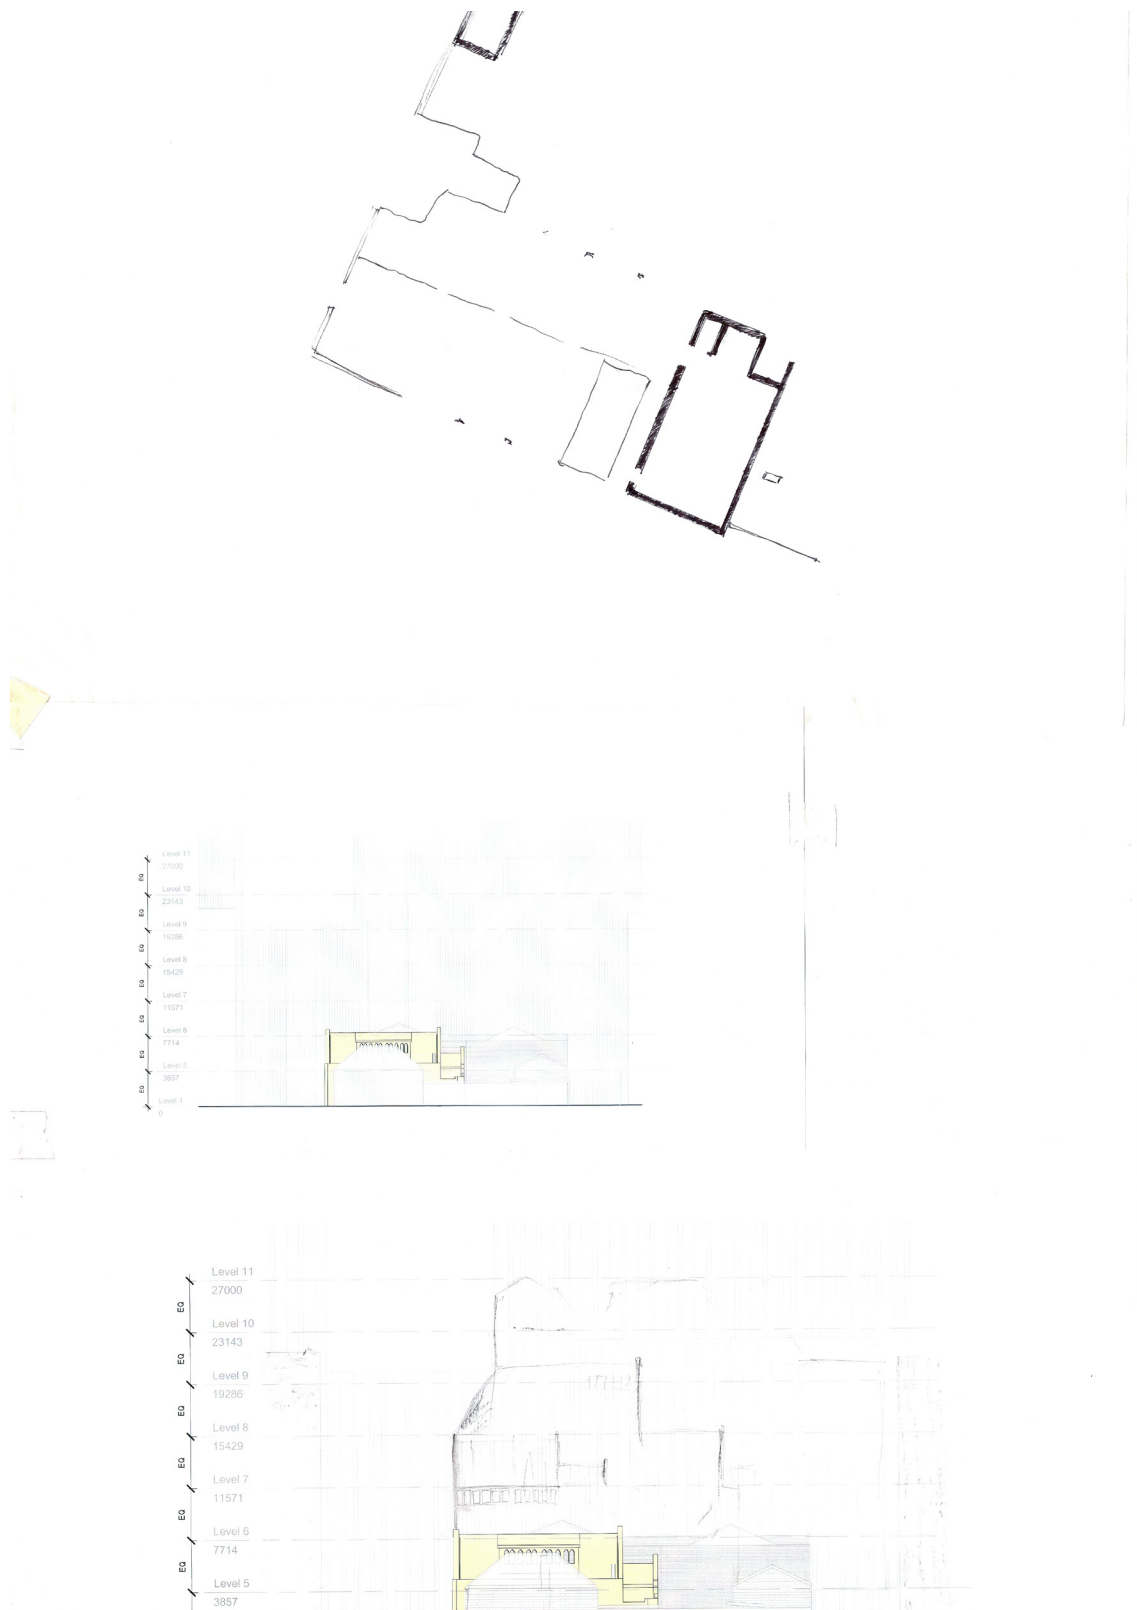 Level 11
27000
EQ
Level 10
23143
EQ
Level 9
19286
EQ
Level 8
15429
EQ
Level 7
11571
EQ
Level 6
7714
EQ
Level 5
3857
EQ
Level 1
0
Level 11
27000
EQ
Level 10
23143
EQ
Level 9
19286
EQ
Level 8
15429
EQ
Level 7
11571
EQ
Level 6
7714
EQ
Level 5
3857